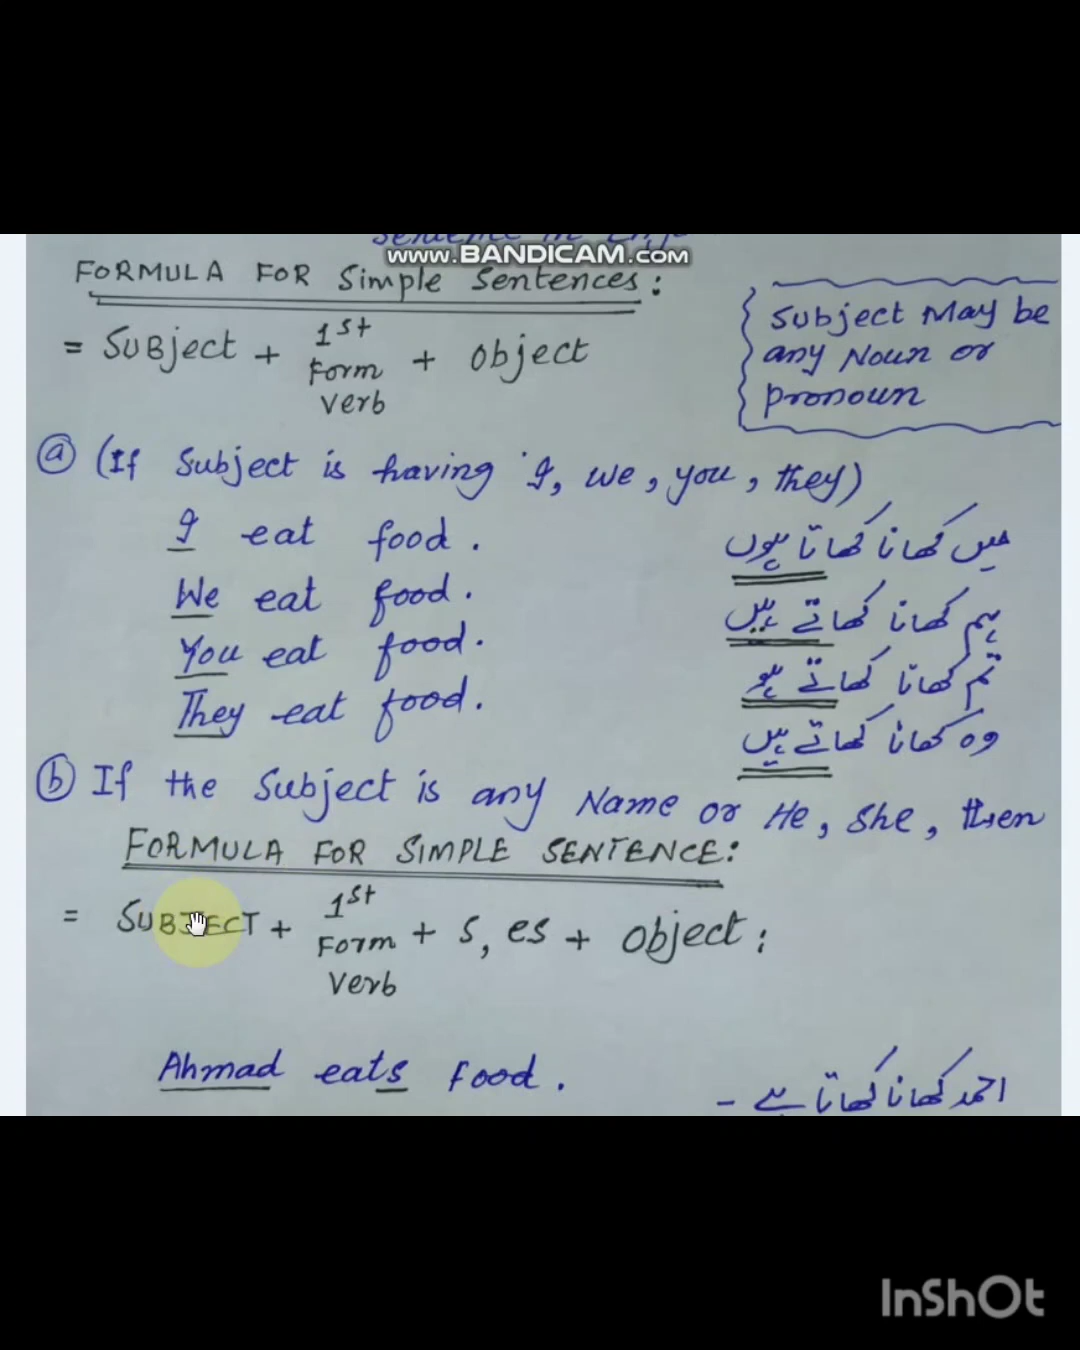 Sentence in
www.BANDICAM.com
FORMULA FOR Simple Sentences:
= SUBject + 1st Form Verb + object
Subject May be
any Noun or
pronoun
(a) (If Subject is having 'I, we, you, they)
I eat food. میں کھانا کھاتا ہوں
We eat food. ہم کھانا کھاتے ہیں
You eat food. تم کھانا کھاتے ہو
They eat food. وہ کھانا کھاتے ہیں
(b) If the Subject is any Name or He, She, then
FORMULA FOR SIMPLE SENTENCE:
= SUBJECT + 1st Form Verb + s, es + object:
Ahmad eats food. احمد کھانا کھاتا ہے -
InShOt